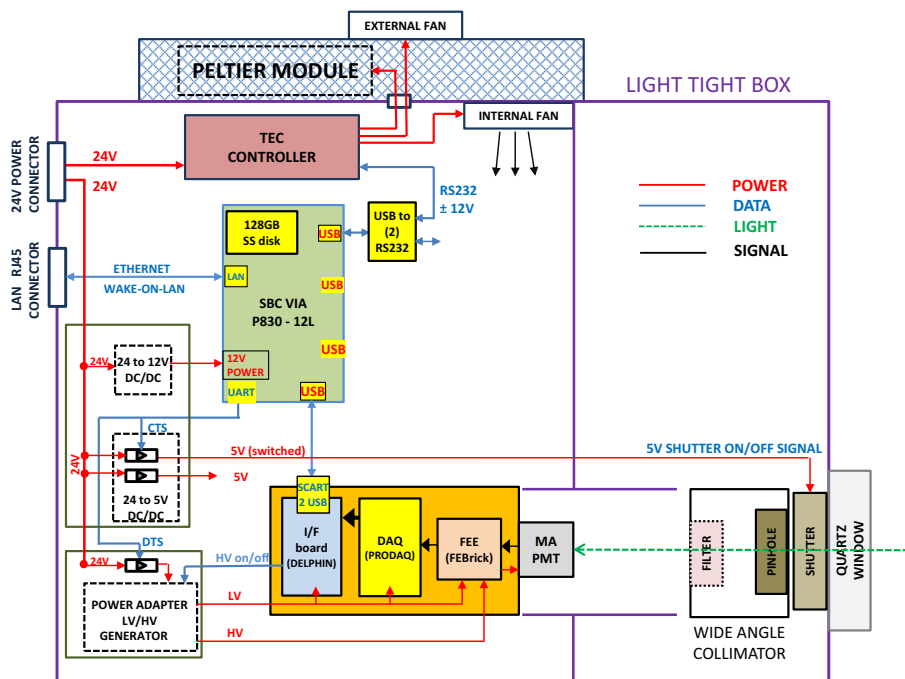 EXTERNAL FAN
PELTIER MODULE
LIGHT TIGHT BOX
TEC
CONTROLLER
INTERNAL FAN
24V POWER
CONNECTOR
24V
24V
RS232
± 12V
POWER
DATA
LIGHT
SIGNAL
128GB
SS disk
USB
USB to
(2)
RS232
LAN RJ45
CONNECTOR
ETHERNET
WAKE-ON-LAN
LAN
SBC VIA
P830 - 12L
USB
USB
24V
24 to 12V
DC/DC
12V
POWER
UART
USB
CTS
5V (switched)
5V SHUTTER ON/OFF SIGNAL
24V
5V
24 to 5V
DC/DC
SCART
2 USB
I/F
board
(DELPHIN)
DAQ
(PRODAQ)
FEE
(FEBrick)
MA
PMT
FILTER
PINHOLE
SHUTTER
QUARTZ
WINDOW
DTS
HV on/off
24V
POWER ADAPTER
LV/HV
GENERATOR
LV
HV
WIDE ANGLE
COLLIMATOR